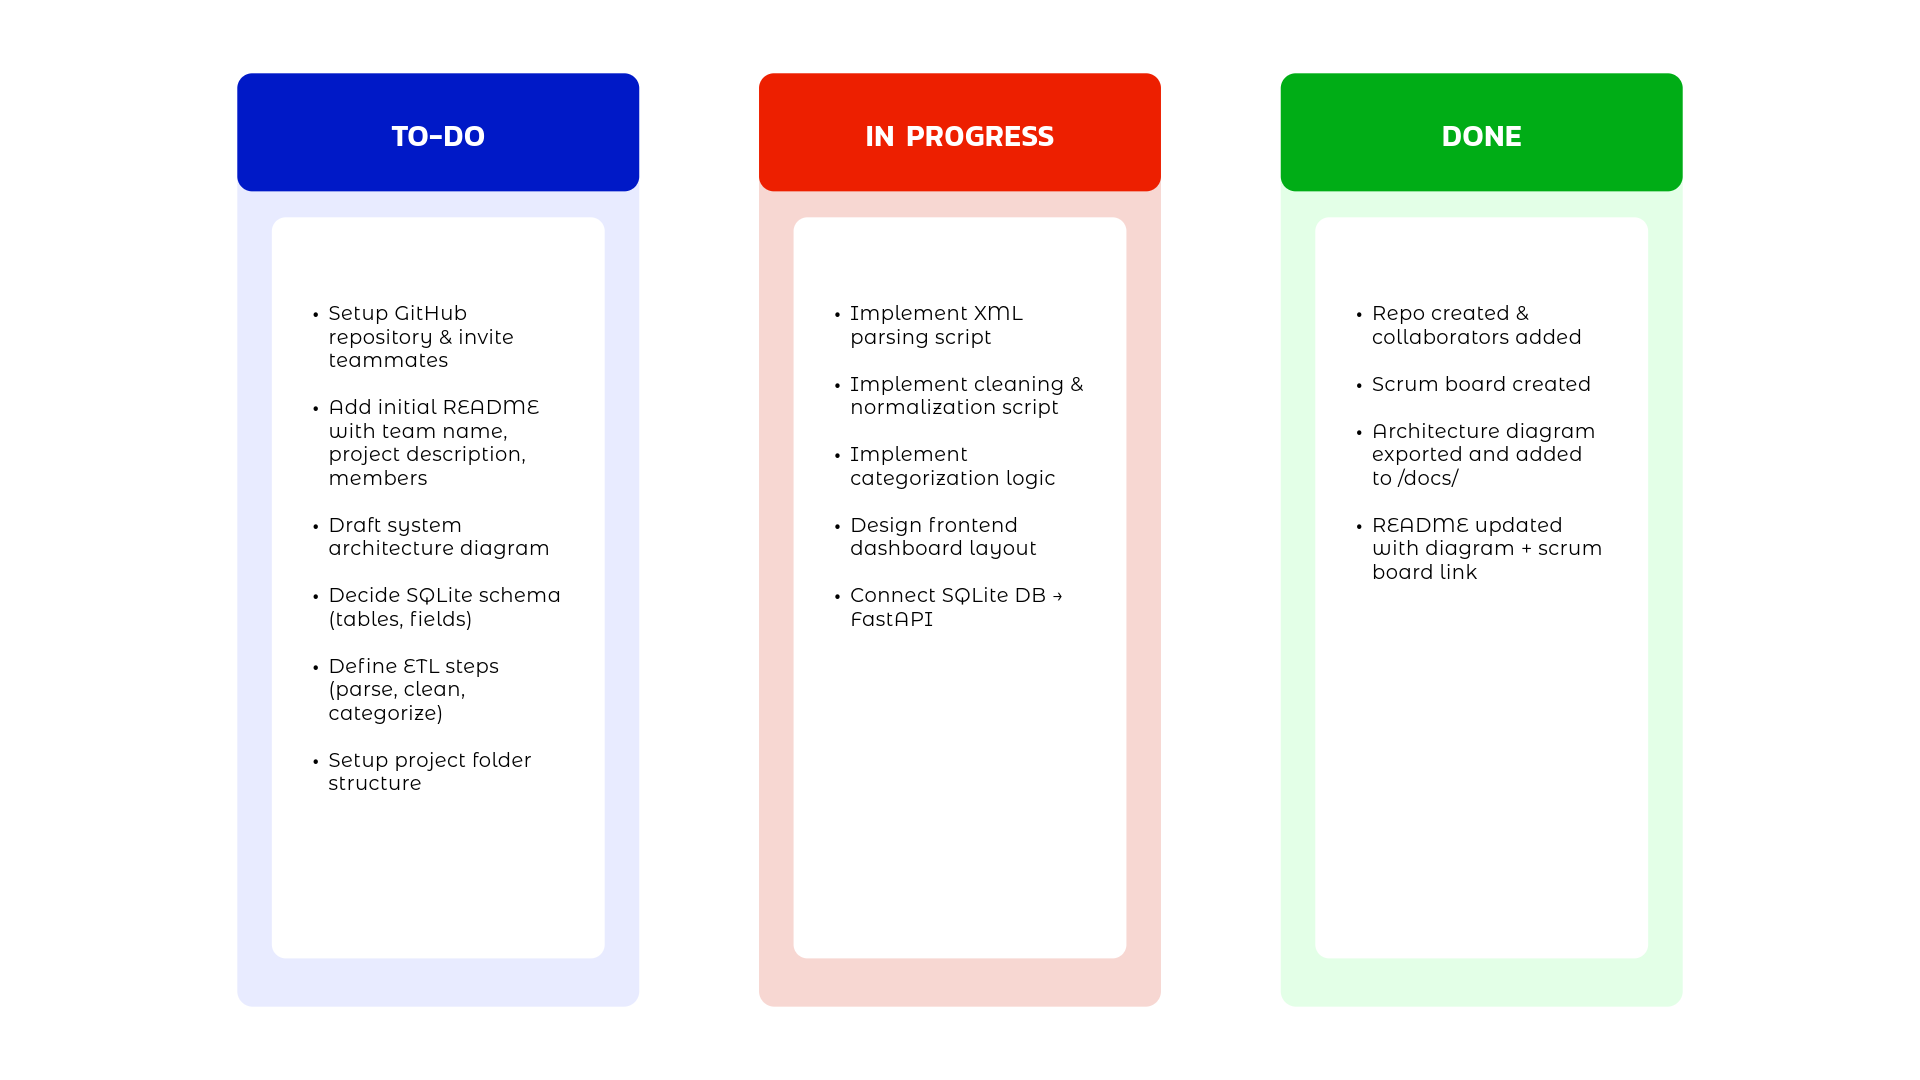 TO-DO
• Setup GitHub
repository & invite
teammates
• Add initial README
with team name,
project description,
members
• Draft system
architecture diagram
• Decide SQLite schema
(tables, fields)
• Define ETL steps
(parse, clean,
categorize)
• Setup project folder
structure
IN PROGRESS
• Implement XML
parsing script
• Implement cleaning &
normalization script
• Implement
categorization logic
• Design frontend
dashboard layout
• Connect SQLite DB →
FastAPI
DONE
• Repo created &
collaborators added
• Scrum board created
• Architecture diagram
exported and added
to /docs/
• README updated
with diagram + scrum
board link